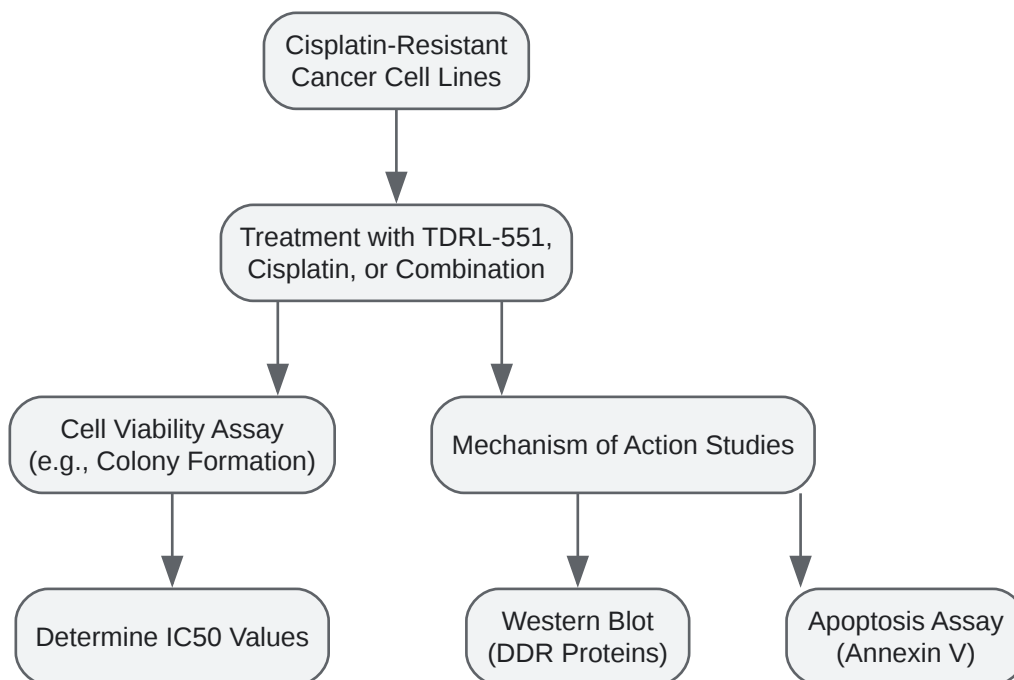 Cisplatin-Resistant
Cancer Cell Lines
Treatment with TDRL-551,
Cisplatin, or Combination
Cell Viability Assay
(e.g., Colony Formation)
Mechanism of Action Studies
Determine IC50 Values
Western Blot
(DDR Proteins)
Apoptosis Assay
(Annexin V)